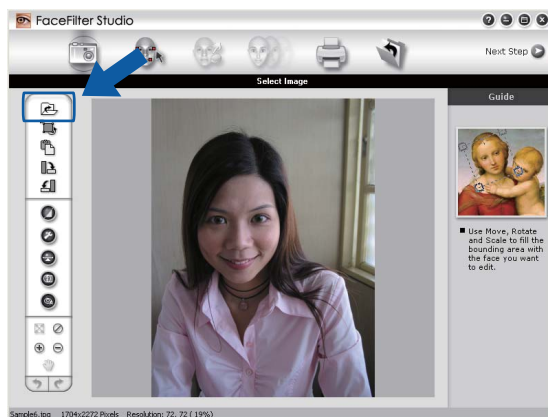 FaceFilter Studio
Next Step
Select Image
Guide
Use Move, Rotate
and Scale to fill the
bounding area with
the face you want
to edit.
Sample6.jpg 1704x2272 Pixels Resolution: 72, 72 ( 19%)